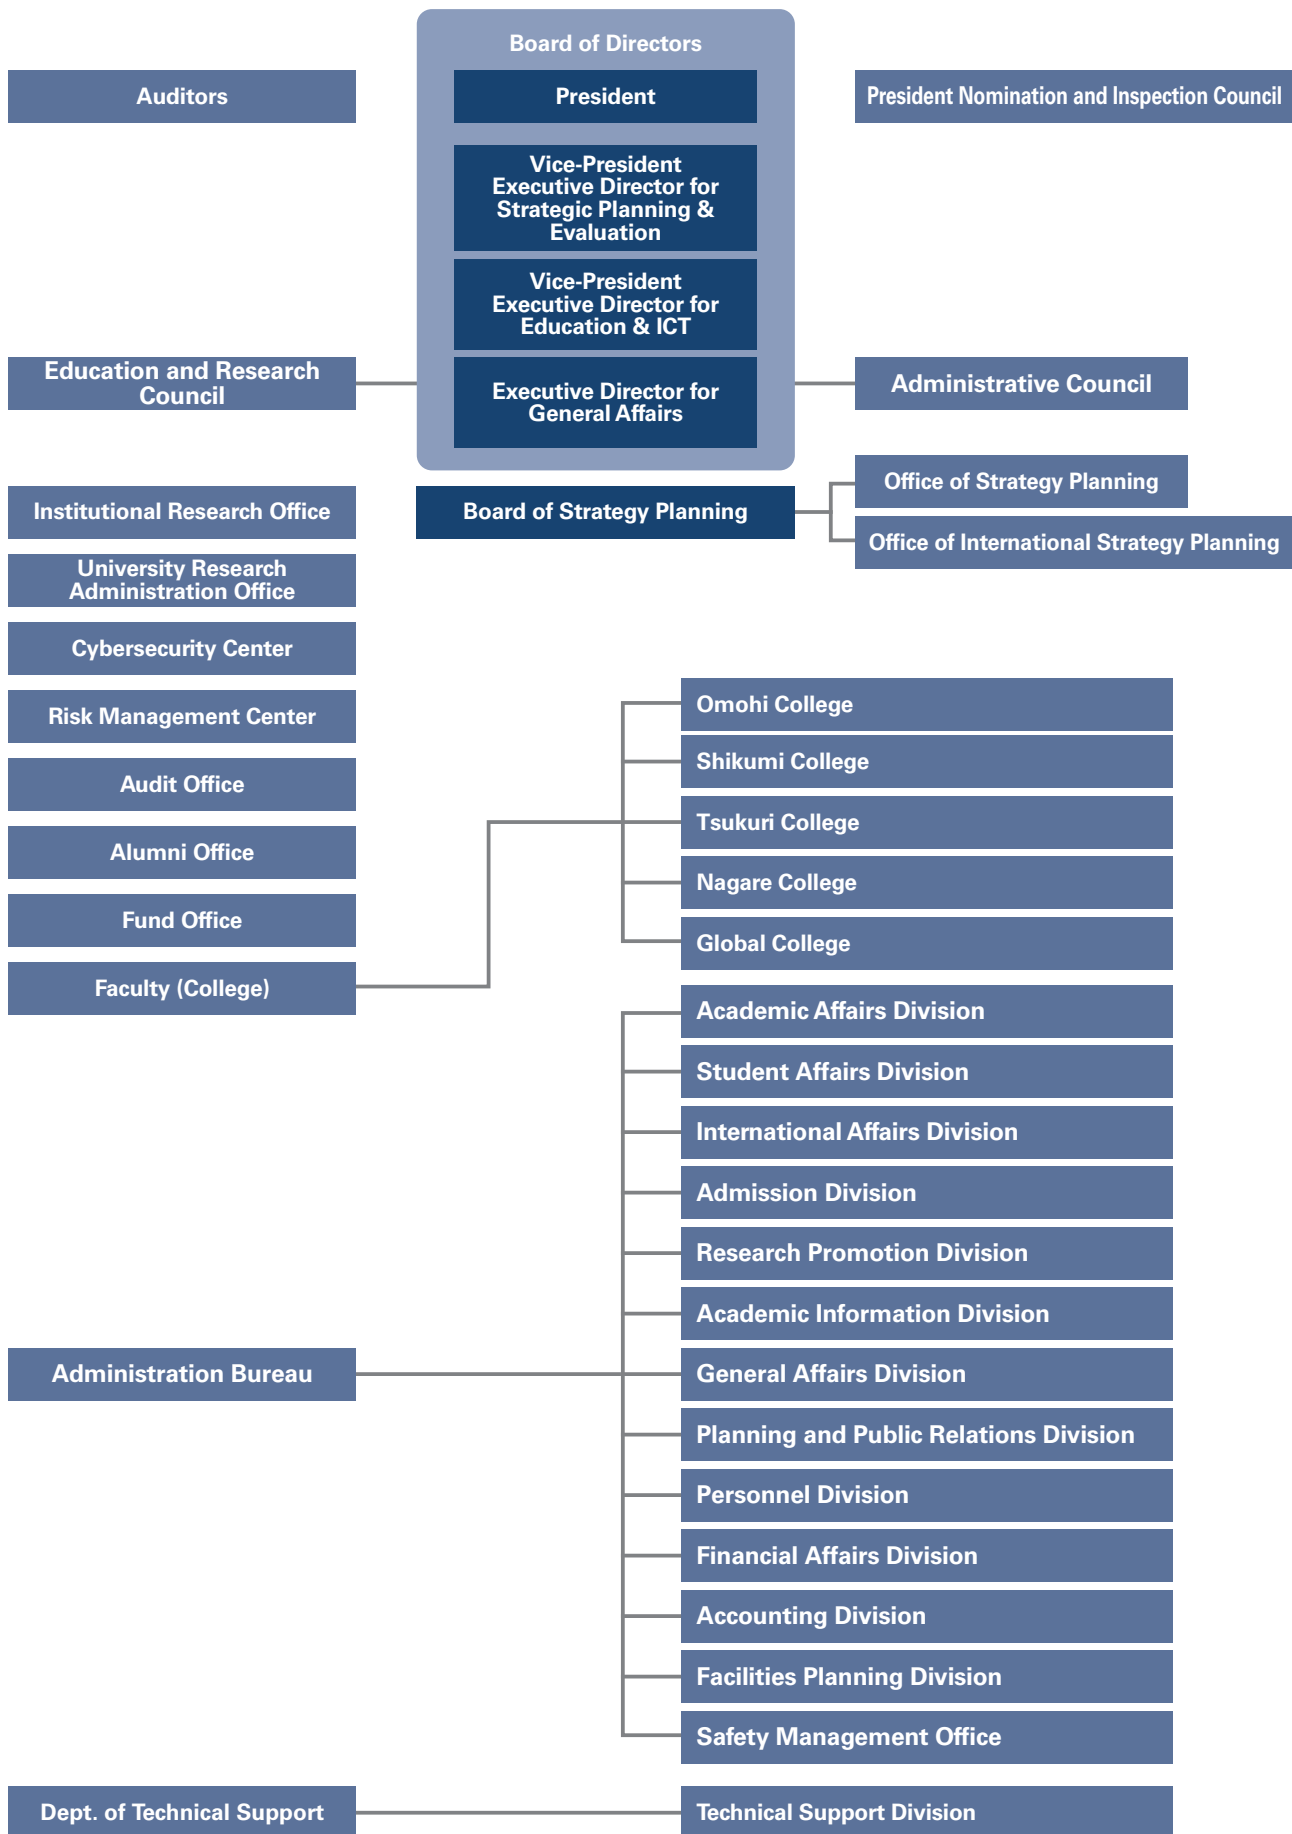 Board of Directors
Auditors
President
President Nomination and Inspection Council
Vice-President
Executive Director for
Strategic Planning &
Evaluation
Vice-President
Executive Director for
Education & ICT
Education and Research
Council
Executive Director for
General Affairs
Administrative Council
Institutional Research Office
Board of Strategy Planning
Office of Strategy Planning
Office of International Strategy Planning
University Research
Administration Office
Cybersecurity Center
Risk Management Center
Audit Office
Alumni Office
Fund Office
Faculty (College)
Omohi College
Shikumi College
Tsukuri College
Nagare College
Global College
Administration Bureau
Academic Affairs Division
Student Affairs Division
International Affairs Division
Admission Division
Research Promotion Division
Academic Information Division
General Affairs Division
Planning and Public Relations Division
Personnel Division
Financial Affairs Division
Accounting Division
Facilities Planning Division
Safety Management Office
Dept. of Technical Support
Technical Support Division